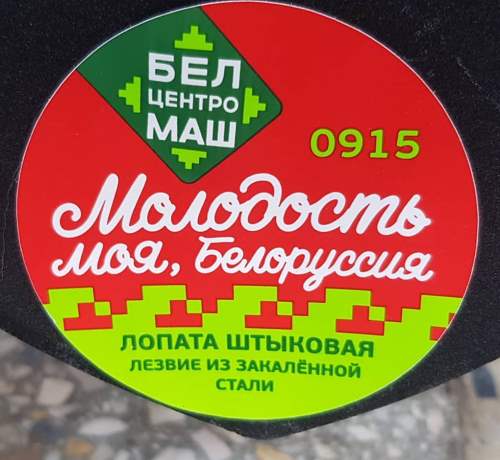 БЕЛ
ЦЕНТРО
МАШ
0915
Молодость
моя, Белоруссия
ЛОПАТА ШТЫКОВАЯ
ЛЕЗВИЕ ИЗ ЗАКАЛЁННОЙ
СТАЛИ